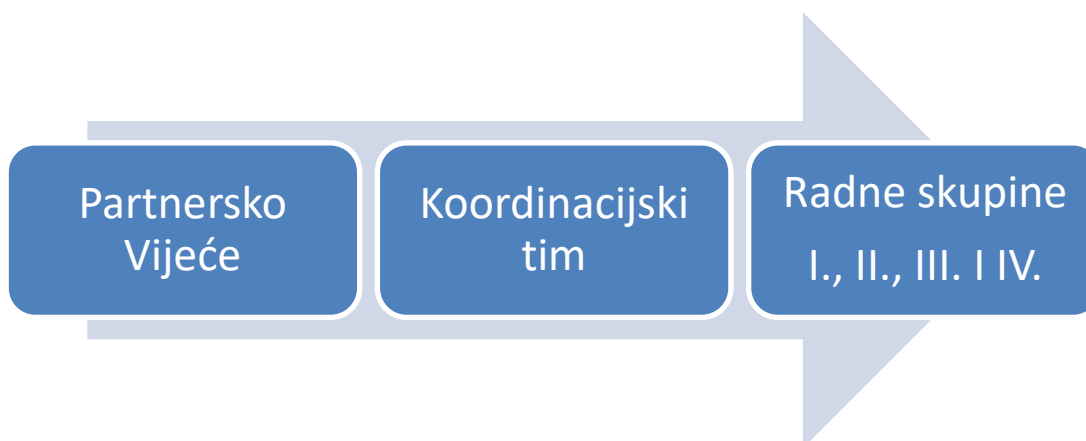 Partnersko
Vijeće
Koordinacijski
tim
Radne skupine
I., II., III. I IV.